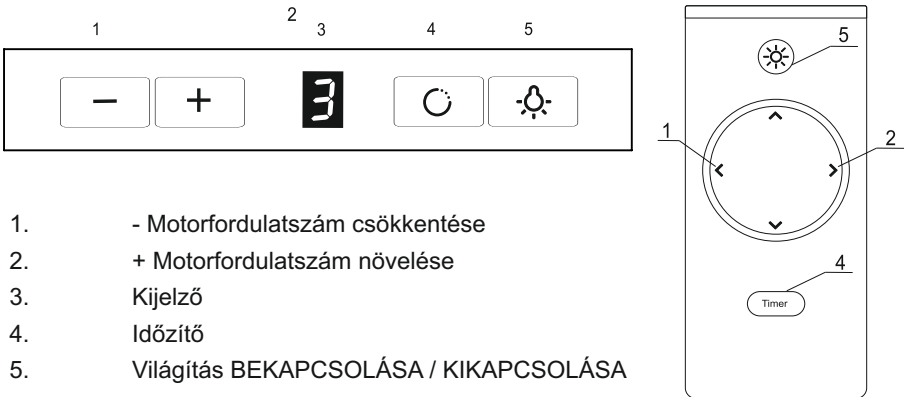 2
1 3 4 5
- + 3
1. - Motorfordulatszám csökkentése
2. + Motorfordulatszám növelése
3. Kijelző
4. Időzítő
5. Világítás BEKAPCSOLÁSA / KIKAPCSOLÁSA
5
1 2
4
Timer